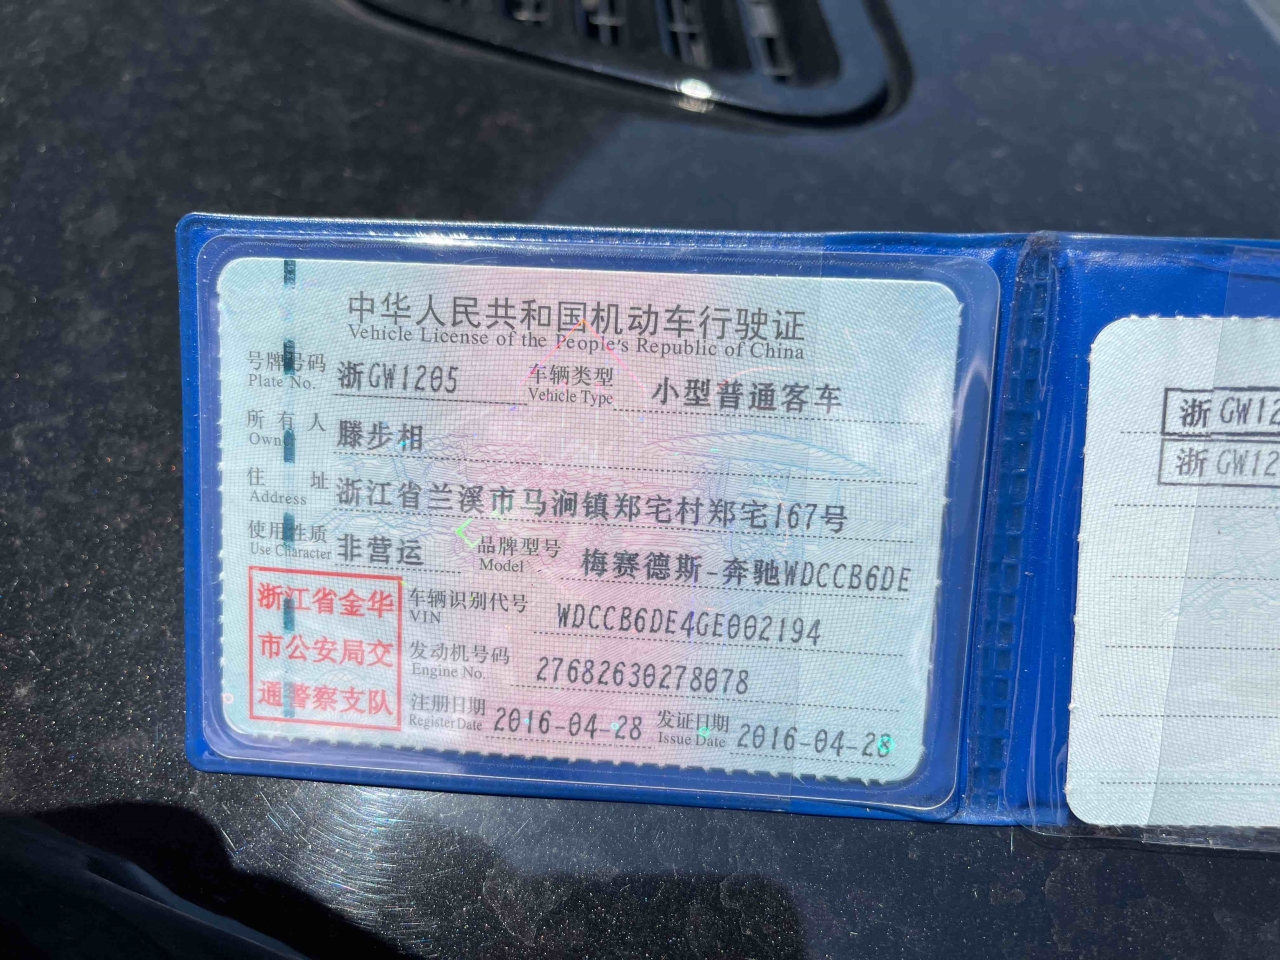 中华人民共和国机动车行驶证
Vehicle License of the People's Republic of China
号牌号码 浙GW1205 车辆类型 小型普通客车
Plate No. Vehicle Type
所有人 滕步相
Owner
住址 浙江省兰溪市马涧镇郑宅村郑宅167号
Address
使用性质 非营运 品牌型号 梅赛德斯-奔驰WDCCB6DE
Use Character Model
浙江省金华
市公安局交
通警察支队
车辆识别代号 WDCCB6DE4GE002194
VIN
发动机号码 27682630278078
Engine No.
注册日期 2016-04-28 发证日期 2016-04-28
Register Date Issue Date
浙GW12
浙GW12